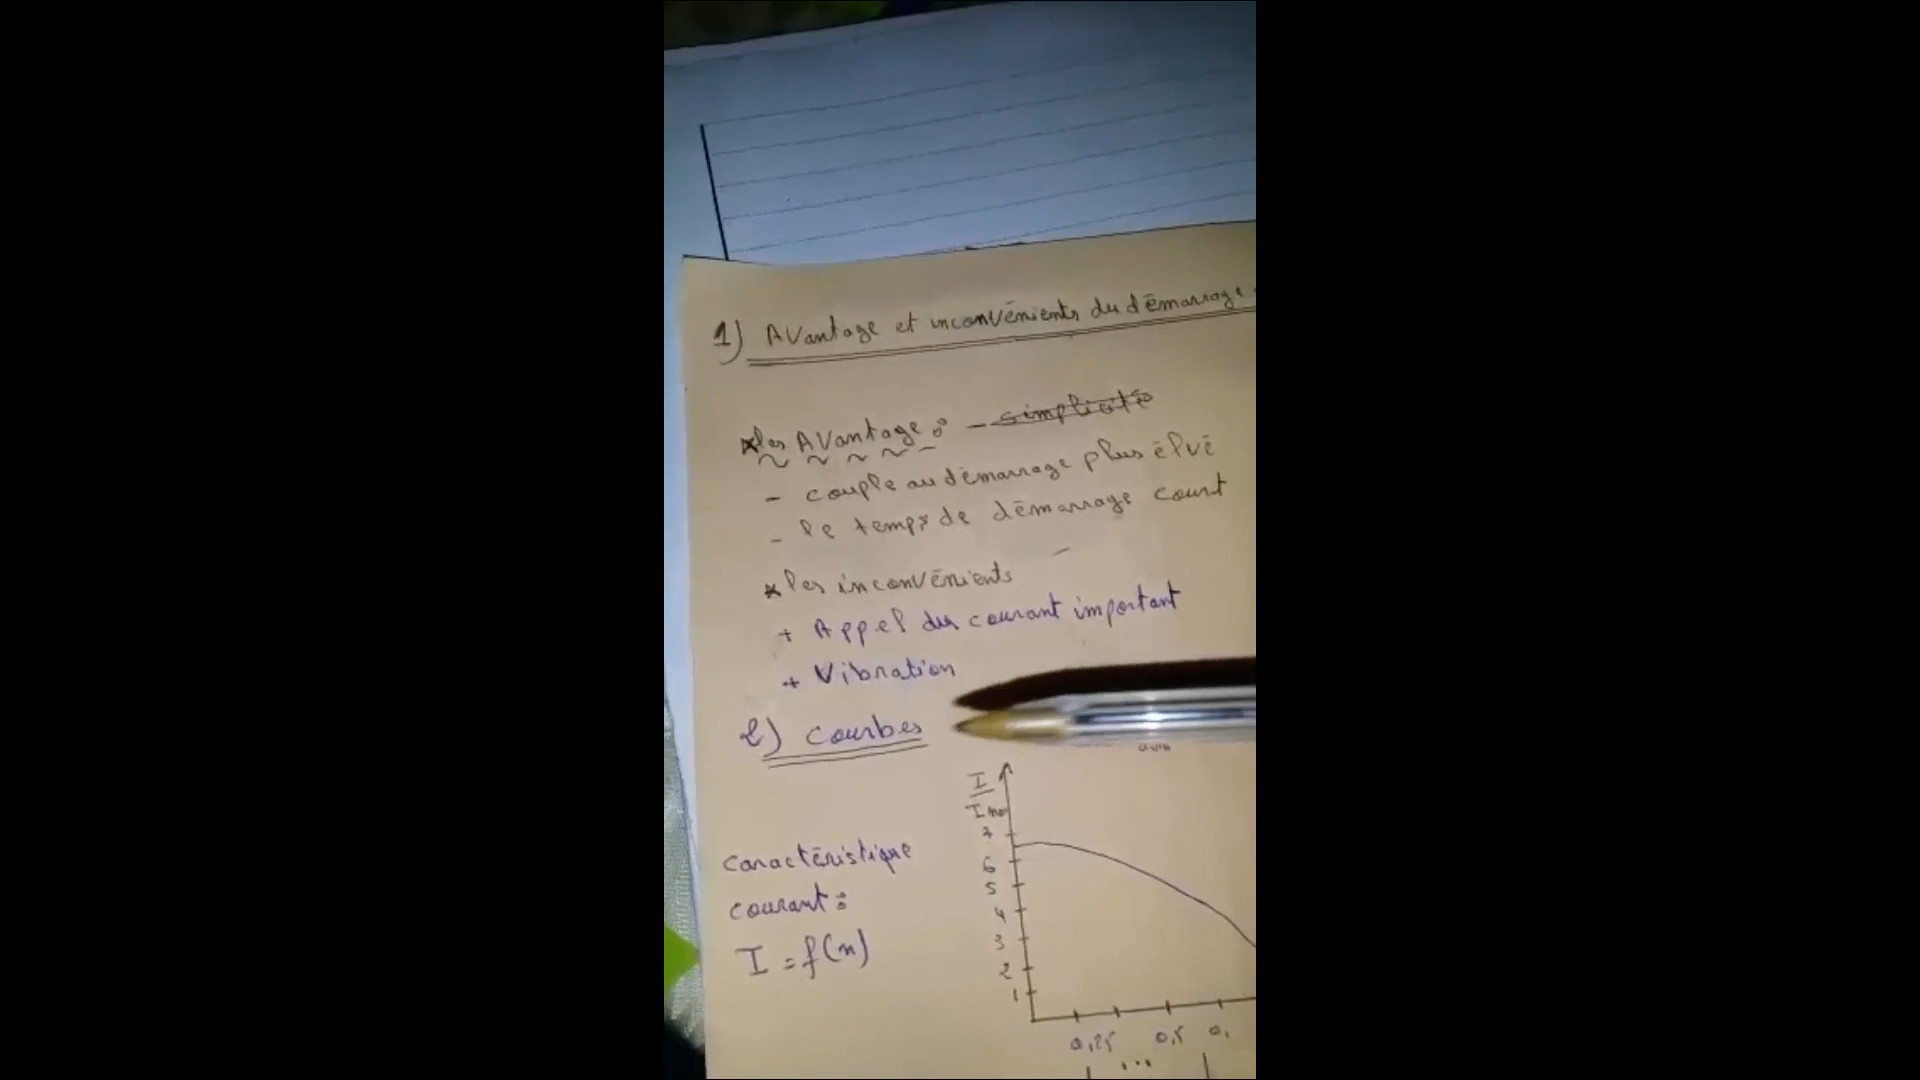 1) Avantage et inconvénients du démarrage
* les Avantage : - simplicité
- couple au démarrage plus élvé
- le temps de démarrage court
* les inconvénients
+ Appel du courant important
+ Vibration
2) Courbes
I
7
6
5
4
3
2
1
caractéristique
courant :
I = f(n)
0,25 0,5 0,